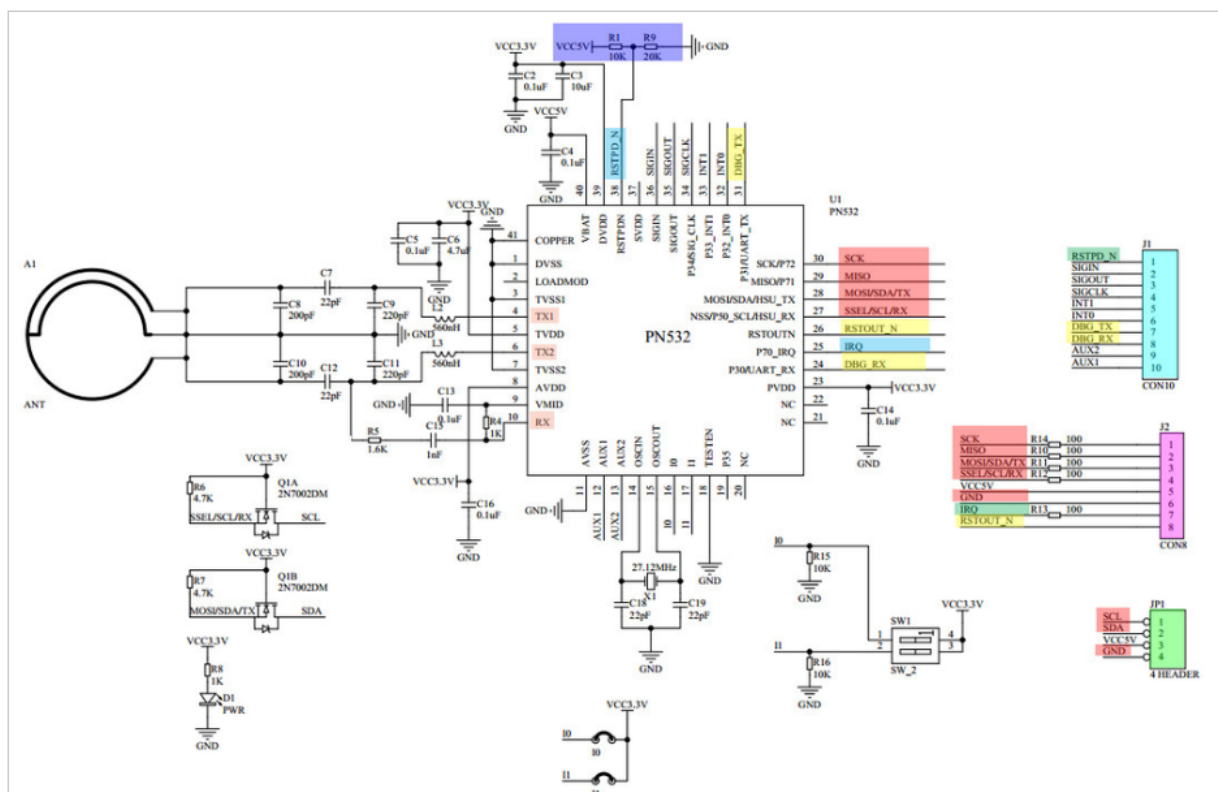 VCC3.3V
C2
0.1uF
C3
10uF
GND
VCC5V
R1
10K
R9
20K
GND
VCC5V
C4
0.1uF
GND
RSTPD_N
SIGIN
SIGOUT
SIGCLK
INT1
INT0
DBG_TX
40
39
38
37
36
35
34
33
32
31
VBAT
DVDD
RSTPDN
SVDD
SIGIN
SIGOUT
P34/SIG_CLK
P33_INT1
P32_INT0
P31/UART_TX
U1
PN532
GND
VCC3.3V
C5
0.1uF
C6
4.7uF
GND
41 COPPER
1 DVSS
2 LOADMOD
3 TVSS1
4 TX1
5 TVDD
6 TX2
7 TVSS2
8 AVDD
9 VMID
10 RX
PN532
SCK/P72 30 SCK
MISO/P71 29 MISO
MOSI/SDA/HSU_TX 28 MOSI/SDA/TX
NSS/P50_SCL/HSU_RX 27 SSEL/SCL/RX
RSTOUTN 26 RSTOUT_N
P70_IRQ 25 IRQ
P30/UART_RX 24 DBG_RX
PVDD 23 VCC3.3V
NC 22
NC 21
C14
0.1uF
GND
A1
ANT
C7
22pF
C8
200pF
C9
220pF
L2
560nH
GND
L3
560nH
C10
200pF
C11
220pF
C12
22pF
GND
C13
0.1uF
R4
1K
R5
1.6K
C15
1nF
AVSS
AUX1
AUX2
OSCIN
OSCOUT
I0
I1
TESTEN
P35
NC
11
12
13
14
15
16
17
18
19
20
VCC3.3V
C16
0.1uF
GND
GND
AUX1
AUX2
I0
I1
GND
27.12MHz
X1
C18
22pF
C19
22pF
GND
J1
RSTPD_N 1
SIGIN 2
SIGOUT 3
SIGCLK 4
INT1 5
INT0 6
DBG_TX 7
DBG_RX 8
AUX2 9
AUX1 10
CON10
J2
SCK R14 100 1
MISO R10 100 2
MOSI/SDA/TX R11 100 3
SSEL/SCL/RX R12 100 4
VCC5V 5
GND 6
IRQ R13 100 7
RSTOUT_N 8
CON8
VCC3.3V
R6
4.7K
Q1A
2N7002DM
SSEL/SCL/RX
SCL
VCC3.3V
R7
4.7K
Q1B
2N7002DM
MOSI/SDA/TX
SDA
VCC3.3V
R8
1K
D1
PWR
GND
I0
R15
10K
GND
I1
R16
10K
GND
SW1
1
2
4
3
SW_2
VCC3.3V
JP1
SCL 1
SDA 2
VCC5V 3
GND 4
4 HEADER
VCC3.3V
I0
I0
I1